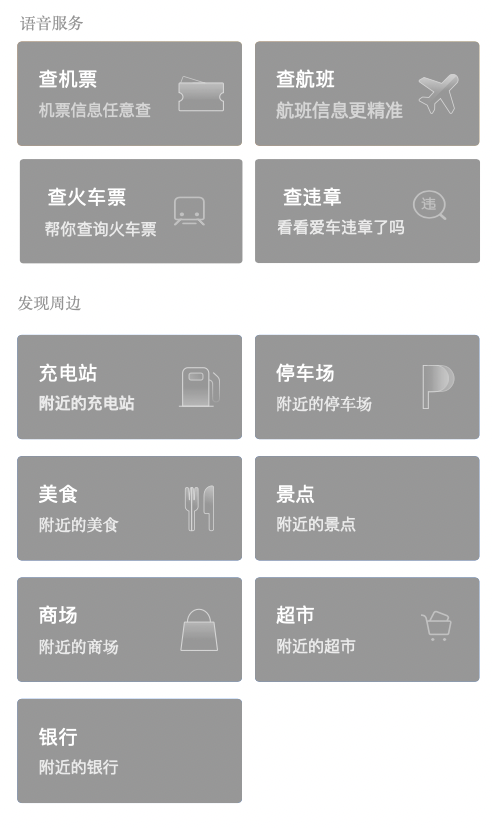 语音服务
查机票
机票信息任意查
查航班
航班信息更精准
查火车票
帮你查询火车票
查违章
看看爱车违章了吗
违
发现周边
充电站
附近的充电站
停车场
附近的停车场
美食
附近的美食
景点
附近的景点
商场
附近的商场
超市
附近的超市
银行
附近的银行